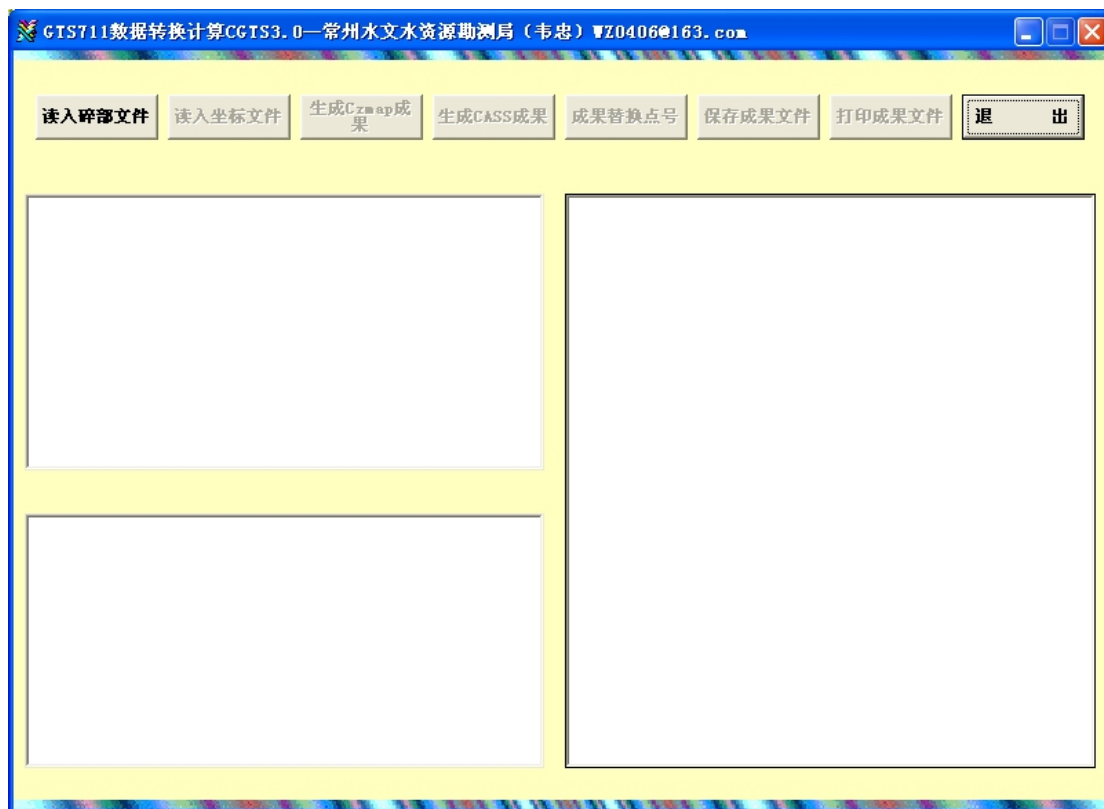 GTS711数据转换计算CGTS3.0—常州水文水资源勘测局（韦忠）WZ0406@163.com
读入碎部文件
读入坐标文件
生成Czmap成
果
生成CASS成果
成果替换点号
保存成果文件
打印成果文件
退 出